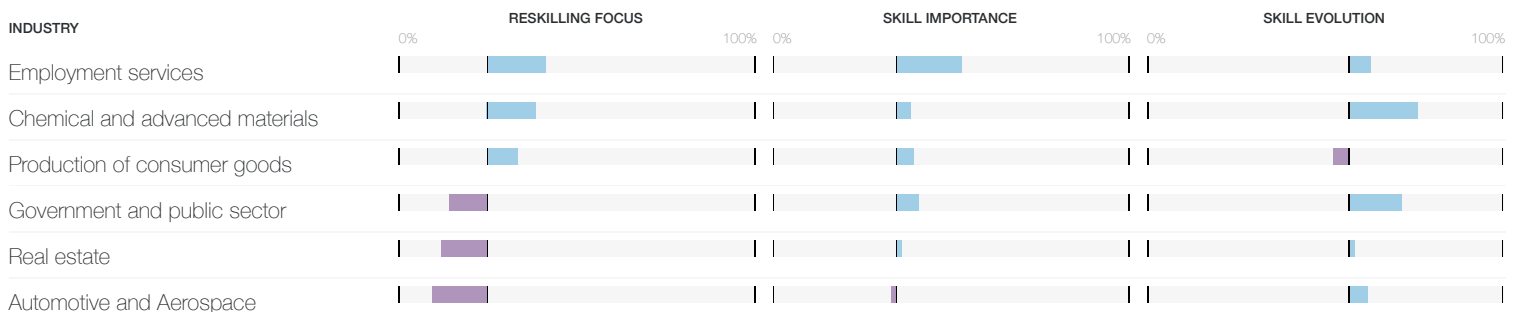 INDUSTRY
RESKILLING FOCUS
SKILL IMPORTANCE
SKILL EVOLUTION
0% 100% 0% 100% 0% 100%
Employment services
Chemical and advanced materials
Production of consumer goods
Government and public sector
Real estate
Automotive and Aerospace